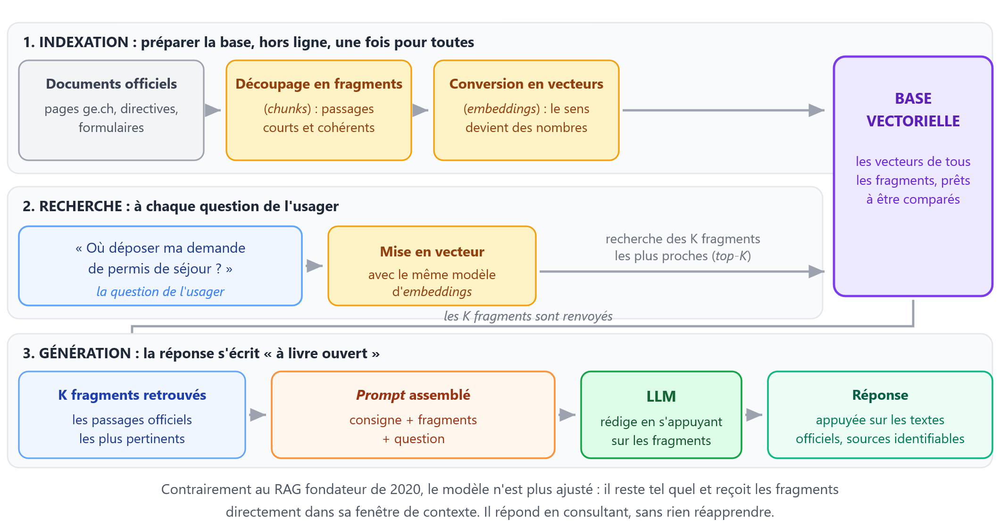 1. INDEXATION : préparer la base, hors ligne, une fois pour toutes
Documents officiels
pages ge.ch, directives,
formulaires
Découpage en fragments
(chunks) : passages
courts et cohérents
Conversion en vecteurs
(embeddings) : le sens
devient des nombres
BASE
VECTORIELLE
les vecteurs de tous
les fragments, prêts
à être comparés
2. RECHERCHE : à chaque question de l'usager
« Où déposer ma demande
de permis de séjour ? »
la question de l'usager
Mise en vecteur
avec le même modèle
d'embeddings
recherche des K fragments
les plus proches (top-K)
les K fragments sont renvoyés
3. GÉNÉRATION : la réponse s'écrit « à livre ouvert »
K fragments retrouvés
les passages officiels
les plus pertinents
Prompt assemblé
consigne + fragments
+ question
LLM
rédige en s'appuyant
sur les fragments
Réponse
appuyée sur les textes
officiels, sources identifiables
Contrairement au RAG fondateur de 2020, le modèle n'est plus ajusté : il reste tel quel et reçoit les fragments
directement dans sa fenêtre de contexte. Il répond en consultant, sans rien réapprendre.